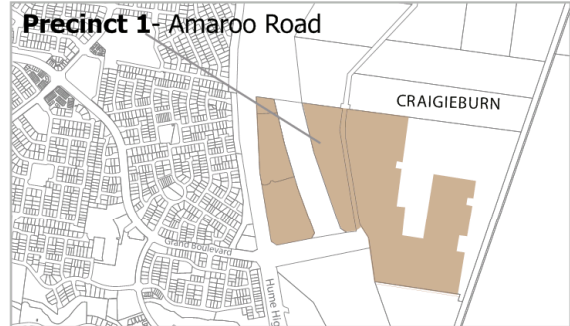 Precinct 1- Amaroo Road
CRAIGIEBURN
Grand Boulevard
Hume Hig